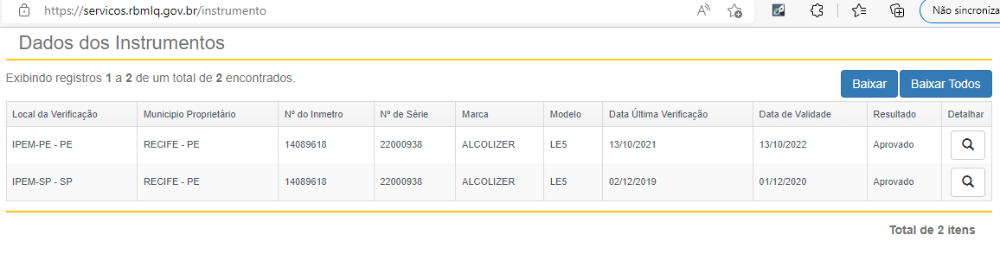 https://servicos.rbmlq.gov.br/instrumento
Não sincroniza
Dados dos Instrumentos
Exibindo registros 1 a 2 de um total de 2 encontrados.
Baixar Baixar Todos
Local da Verificação Municipio Proprietário Nº do Inmetro Nº de Série Marca Modelo Data Última Verificação Data de Validade Resultado Detalhar
IPEM-PE - PE RECIFE - PE 14089618 22000938 ALCOLIZER LE5 13/10/2021 13/10/2022 Aprovado
IPEM-SP - SP RECIFE - PE 14089618 22000938 ALCOLIZER LE5 02/12/2019 01/12/2020 Aprovado
Total de 2 itens